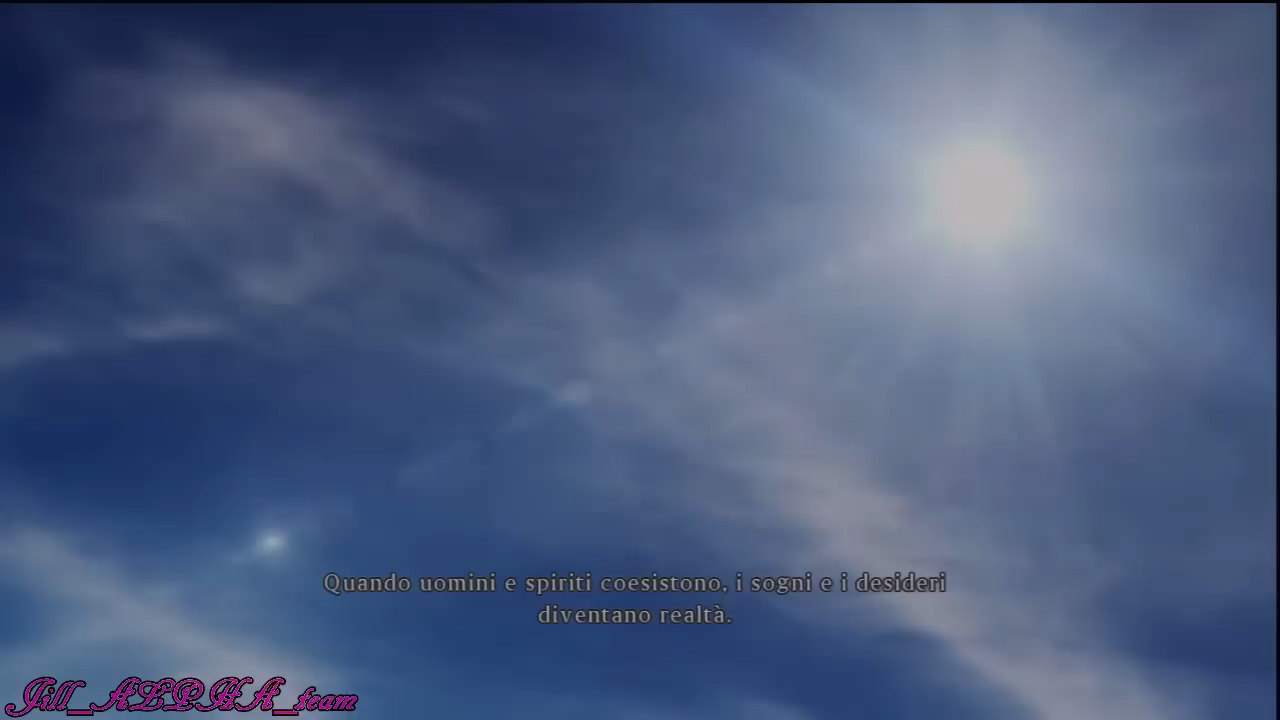 Quando uomini e spiriti coesistono, i sogni e i desideri
diventano realtà.
Jill_ALPHA_team